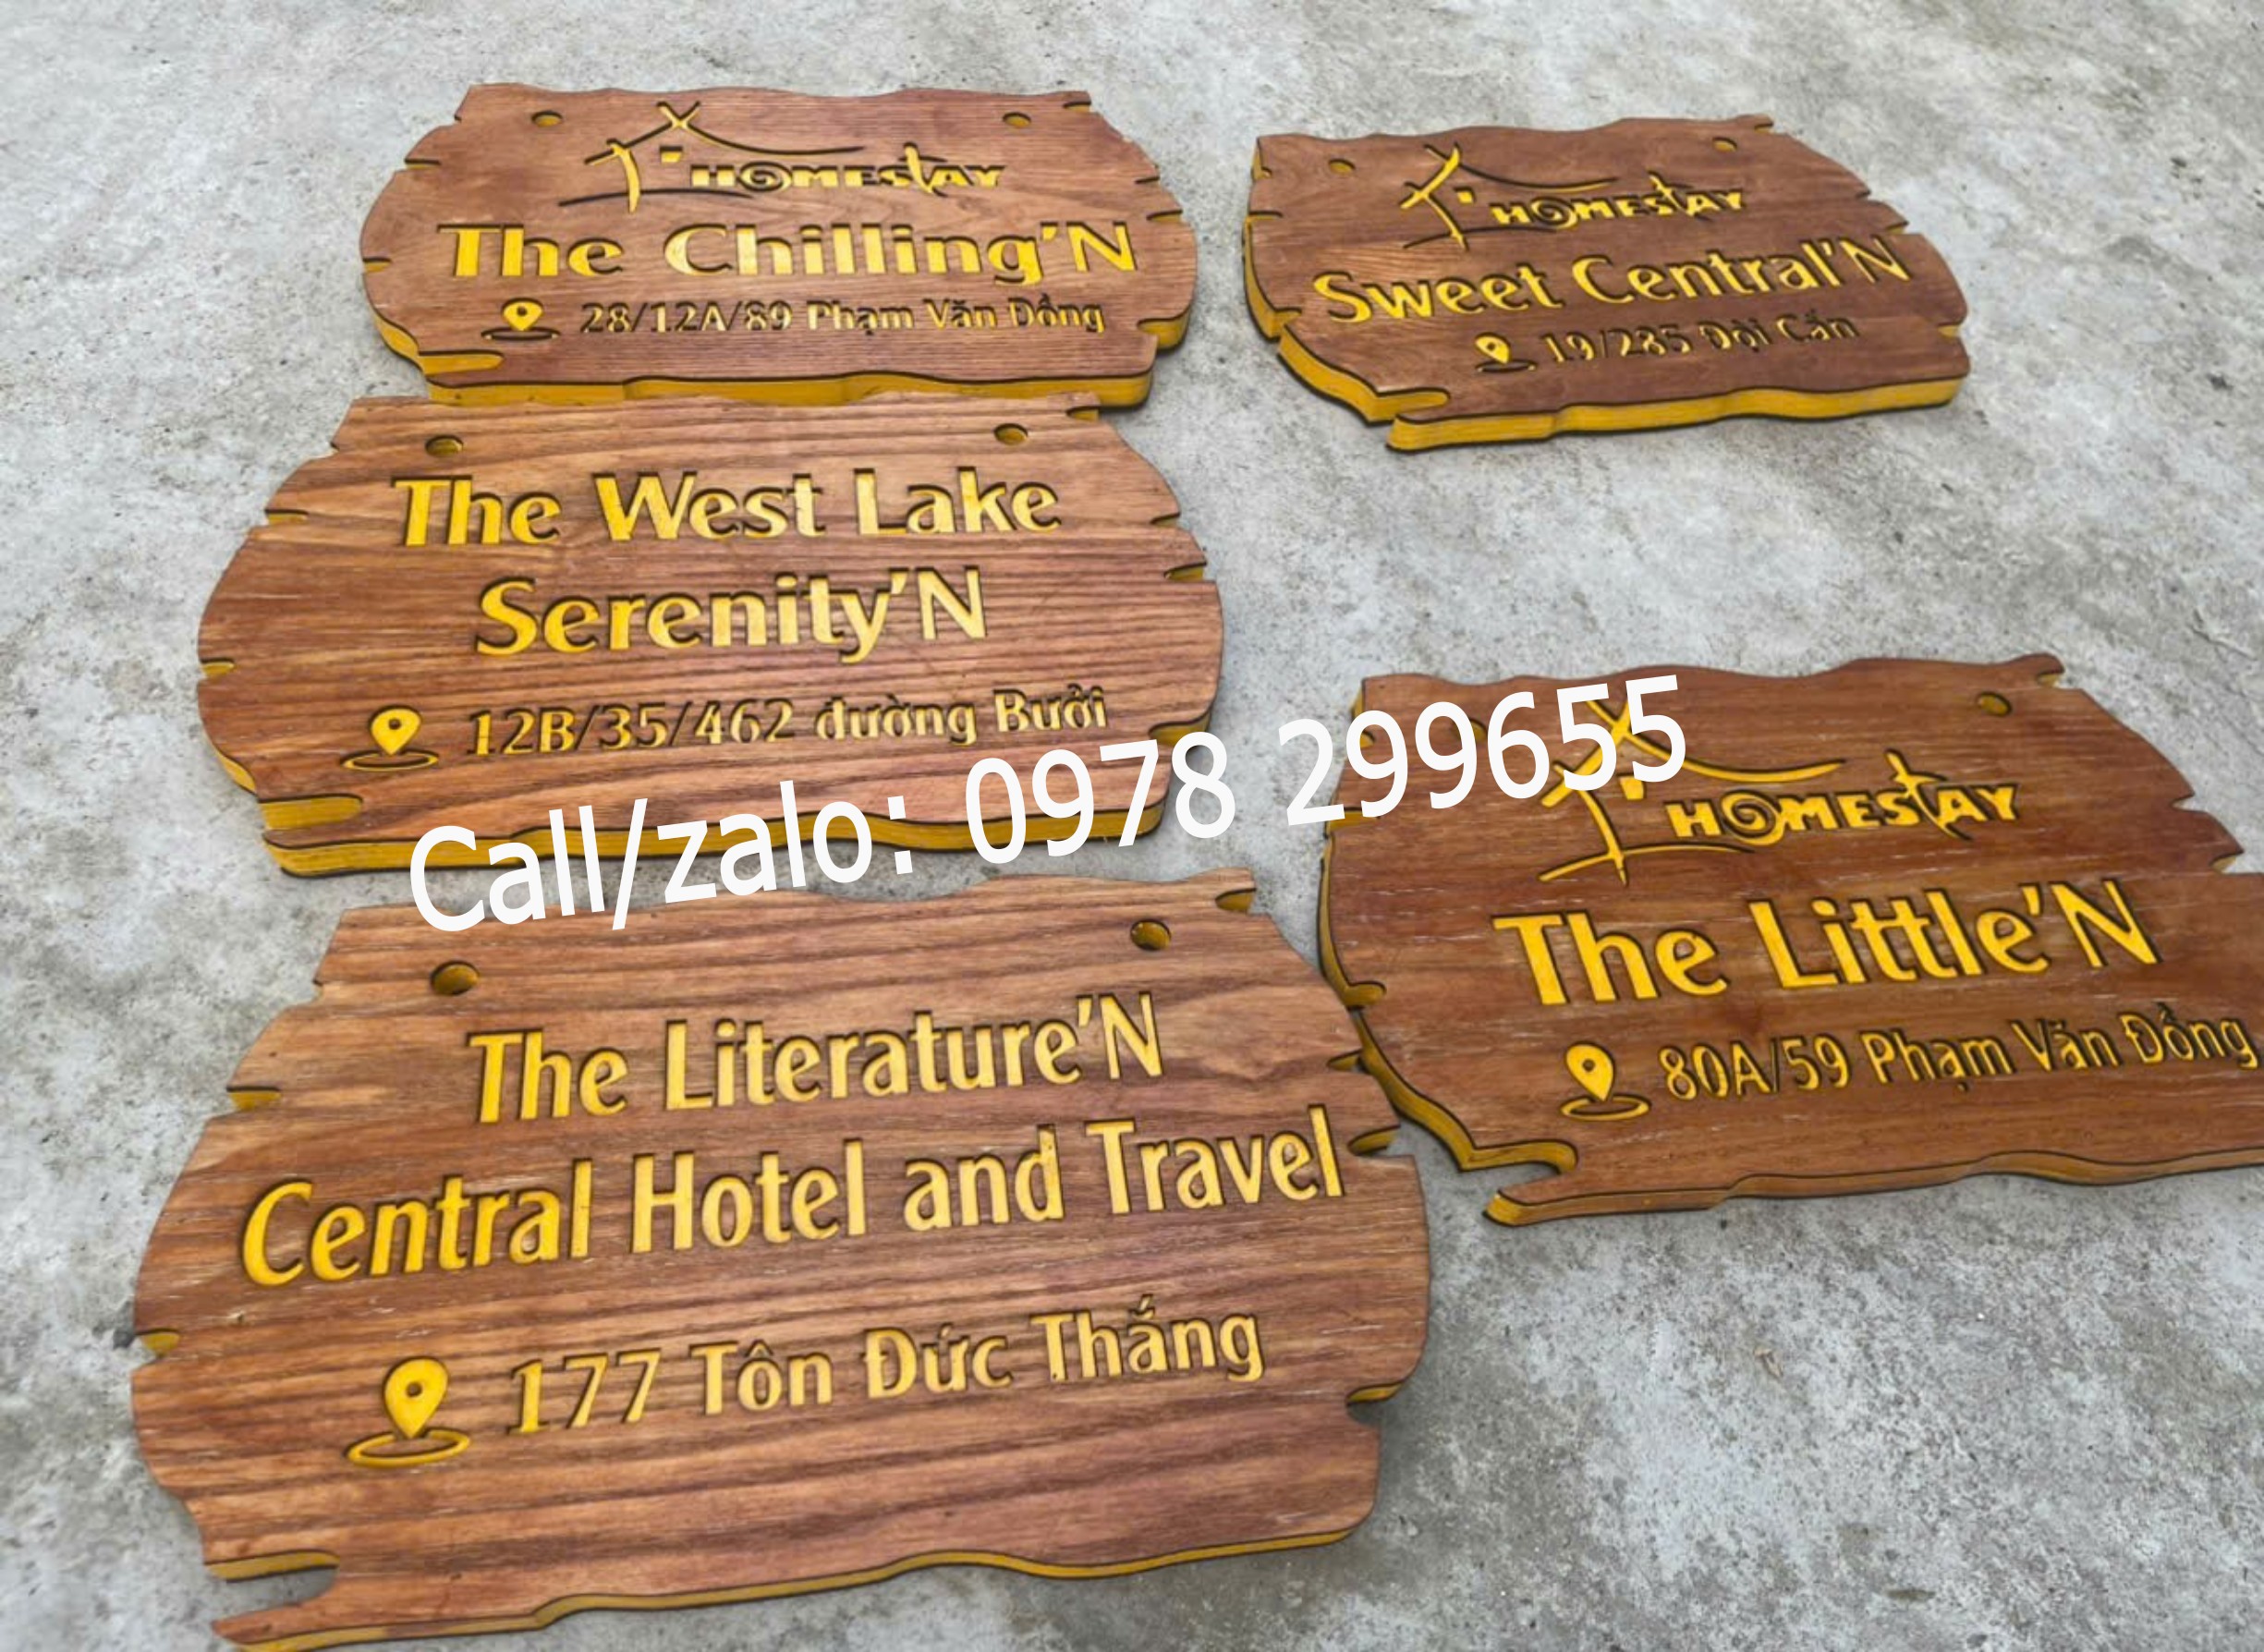 HOMESTAY
The Chilling'N
28/12A/89 Phạm Văn Đồng
HOMESTAY
Sweet Central'N
19/285 Đội Cấn
The West Lake
Serenity'N
12B/35/462 đường Bưởi
Call/zalo: 0978 299655
HOMESTAY
The Little'N
80A/59 Phạm Văn Đồng
The Literature'N
Central Hotel and Travel
177 Tôn Đức Thắng